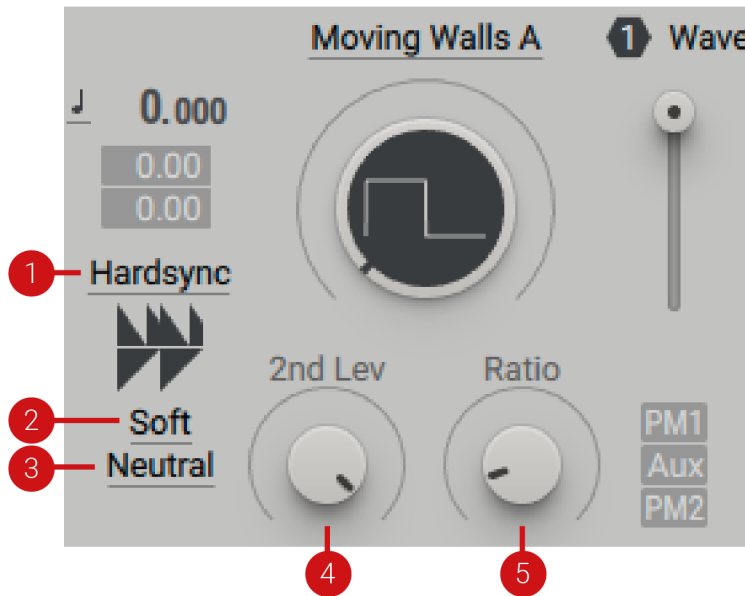 Moving Walls A
1 Wave
0.000
0.00
0.00
1 Hardsync
2nd Lev
Ratio
2 Soft
3 Neutral
PM1
Aux
PM2
4
5